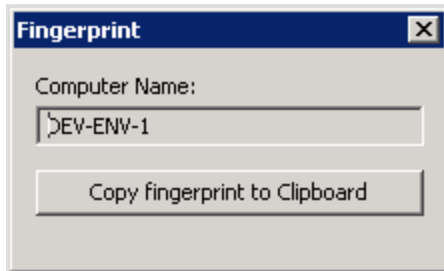 Fingerprint
Computer Name:
DEV-ENV-1
Copy fingerprint to Clipboard